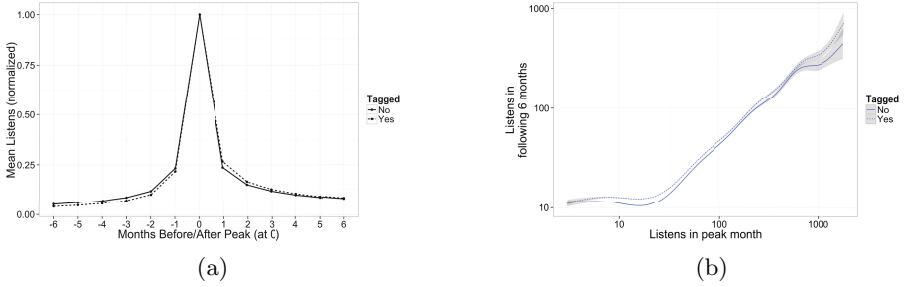 1.00
0.75
0.50
0.25
0.00
Mean Listens (normalized)
-6 -5 -4 -3 -2 -1 0 1 2 3 4 5 6
Months Before/After Peak (at 0)
Tagged
No
Yes
(a)
1000
100
10
Listens in
following 6 months
10 100 1000
Listens in peak month
Tagged
No
Yes
(b)